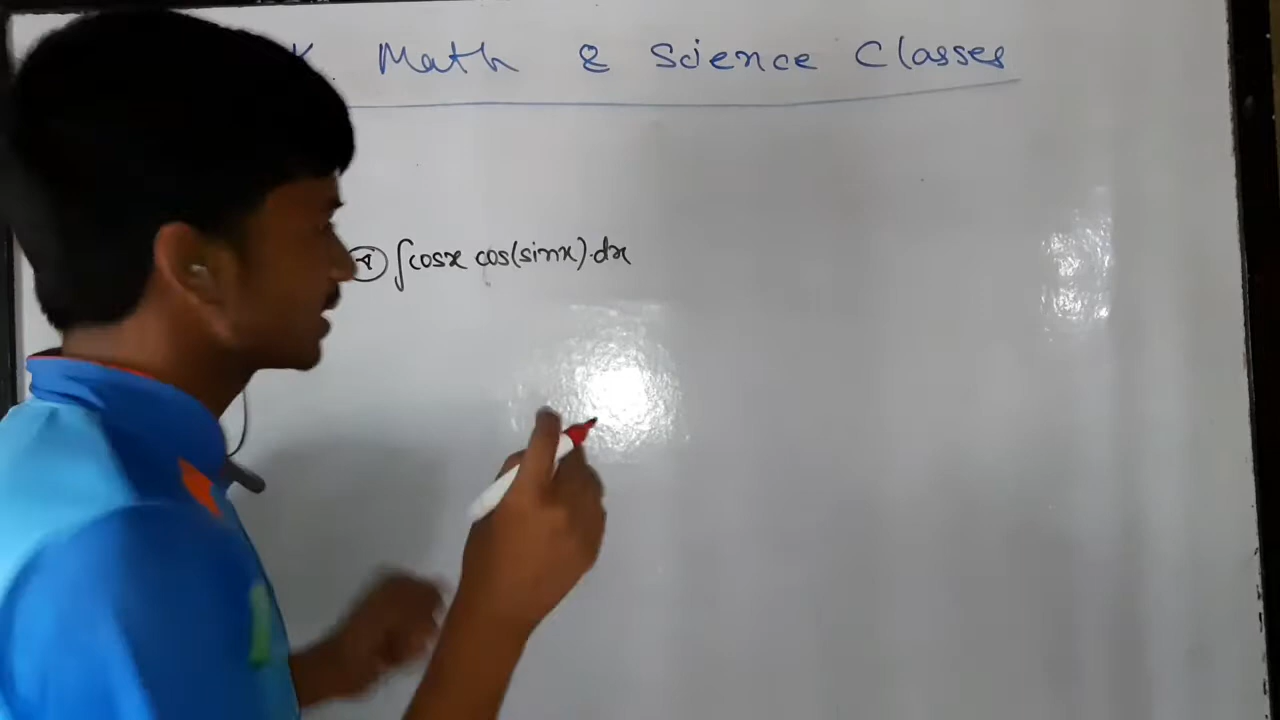 K. Math & Science Classes
∫cosx cos(sinx).dx